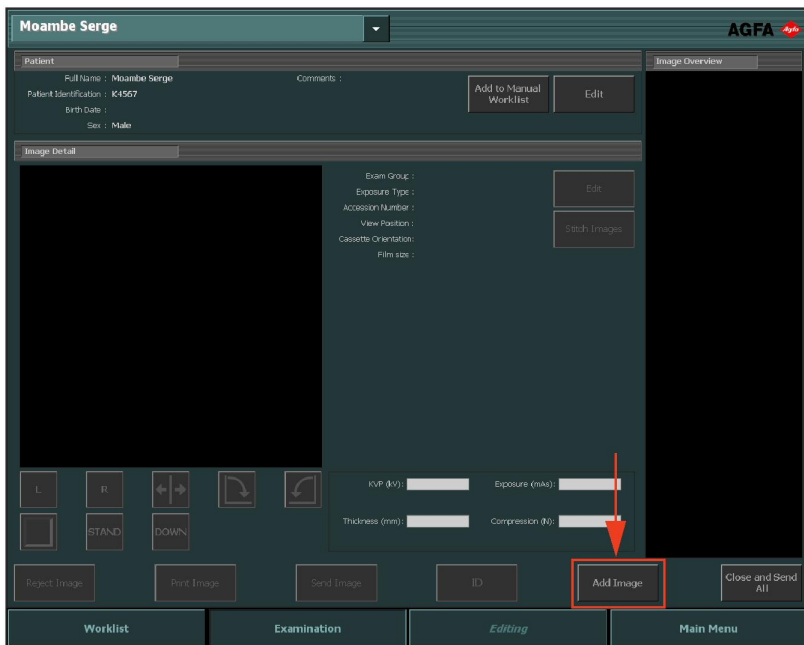 Moambe Serge
AGFA
Agfa
Patient
Full Name : Moambe Serge
Patient Identification : K4567
Birth Date :
Sex : Male
Comments :
Add to Manual
Worklist
Edit
Image Overview
Image Detail
Exam Group :
Exposure Type :
Accession Number :
View Position :
Cassette Orientation:
Film size :
Edit
Stitch Images
L
R
STAND
DOWN
KVP (kV):
Exposure (mAs):
Thickness (mm):
Compression (N):
Reject Image
Print Image
Send Image
ID
Add Image
Close and Send
All
Worklist
Examination
Editing
Main Menu